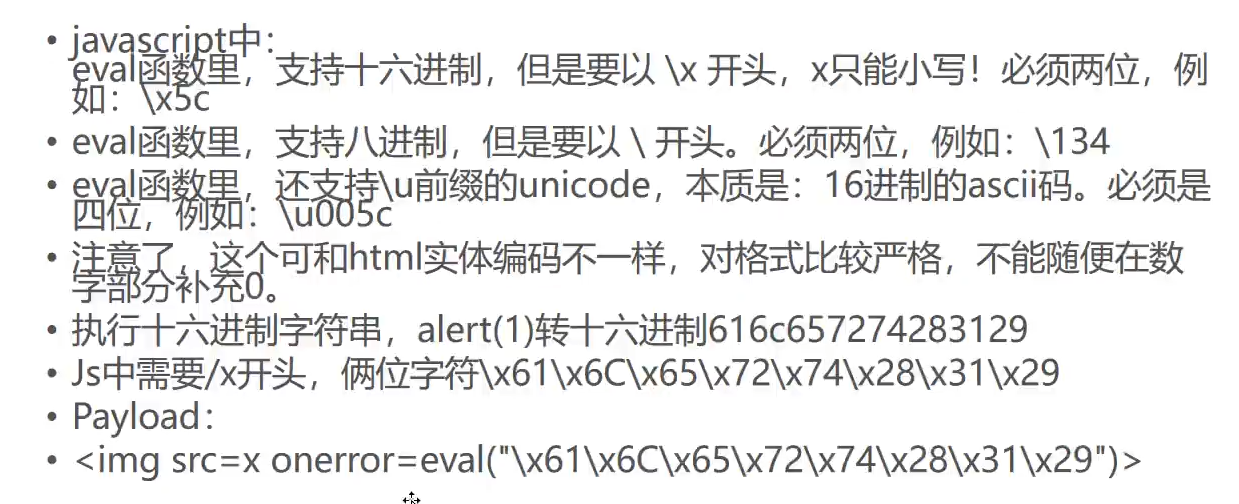 • javascript中：
eval函数里，支持十六进制，但是要以 \x 开头，x只能小写！必须两位，例
如：\x5c
• eval函数里，支持八进制，但是要以 \ 开头。必须两位，例如：\134
• eval函数里，还支持\u前缀的unicode，本质是：16进制的ascii码。必须是
四位，例如：\u005c
• 注意了，这个可和html实体编码不一样，对格式比较严格，不能随便在数
字部分补充0。
• 执行十六进制字符串，alert(1)转十六进制616c657274283129
• Js中需要/x开头，俩位字符\x61\x6C\x65\x72\x74\x28\x31\x29
• Payload：
• <img src=x onerror=eval("\x61\x6C\x65\x72\x74\x28\x31\x29")>